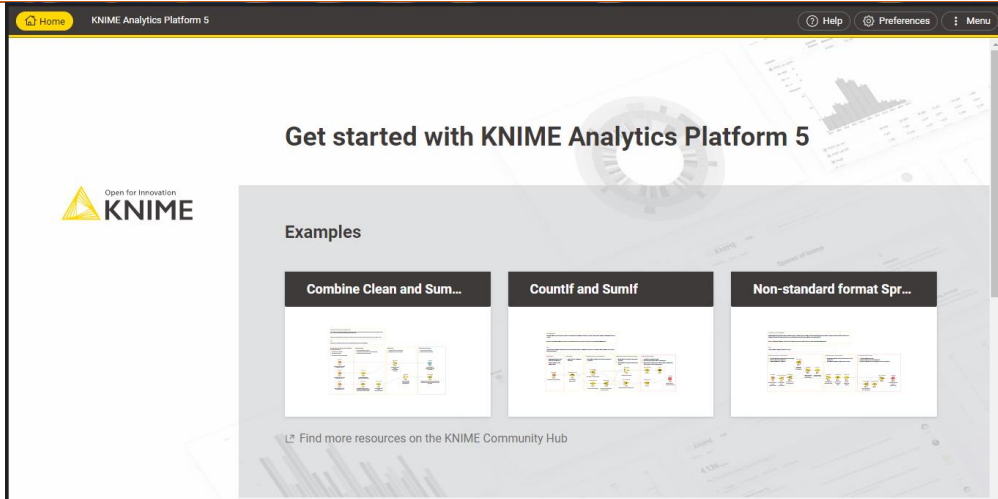 Home
KNIME Analytics Platform 5
Help
Preferences
Menu
Get started with KNIME Analytics Platform 5
Open for Innovation
KNIME
Examples
Combine Clean and Sum...
CountIf and SumIf
Non-standard format Spr...
Find more resources on the KNIME Community Hub